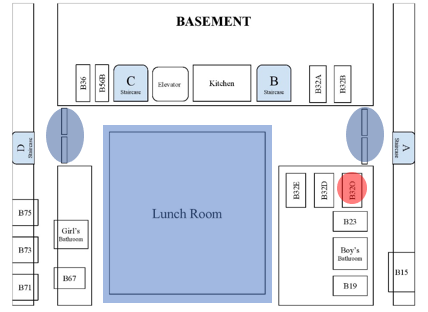 BASEMENT
B36
B56B
C
Staircase
Elevator
Kitchen
B
Staircase
B32A
B32B
D
Staircase
A
Staircase
Lunch Room
B32E
B32D
B75
Girl's
Bathroom
B23
B73
Boy's
Bathroom
B67
B15
B71
B19